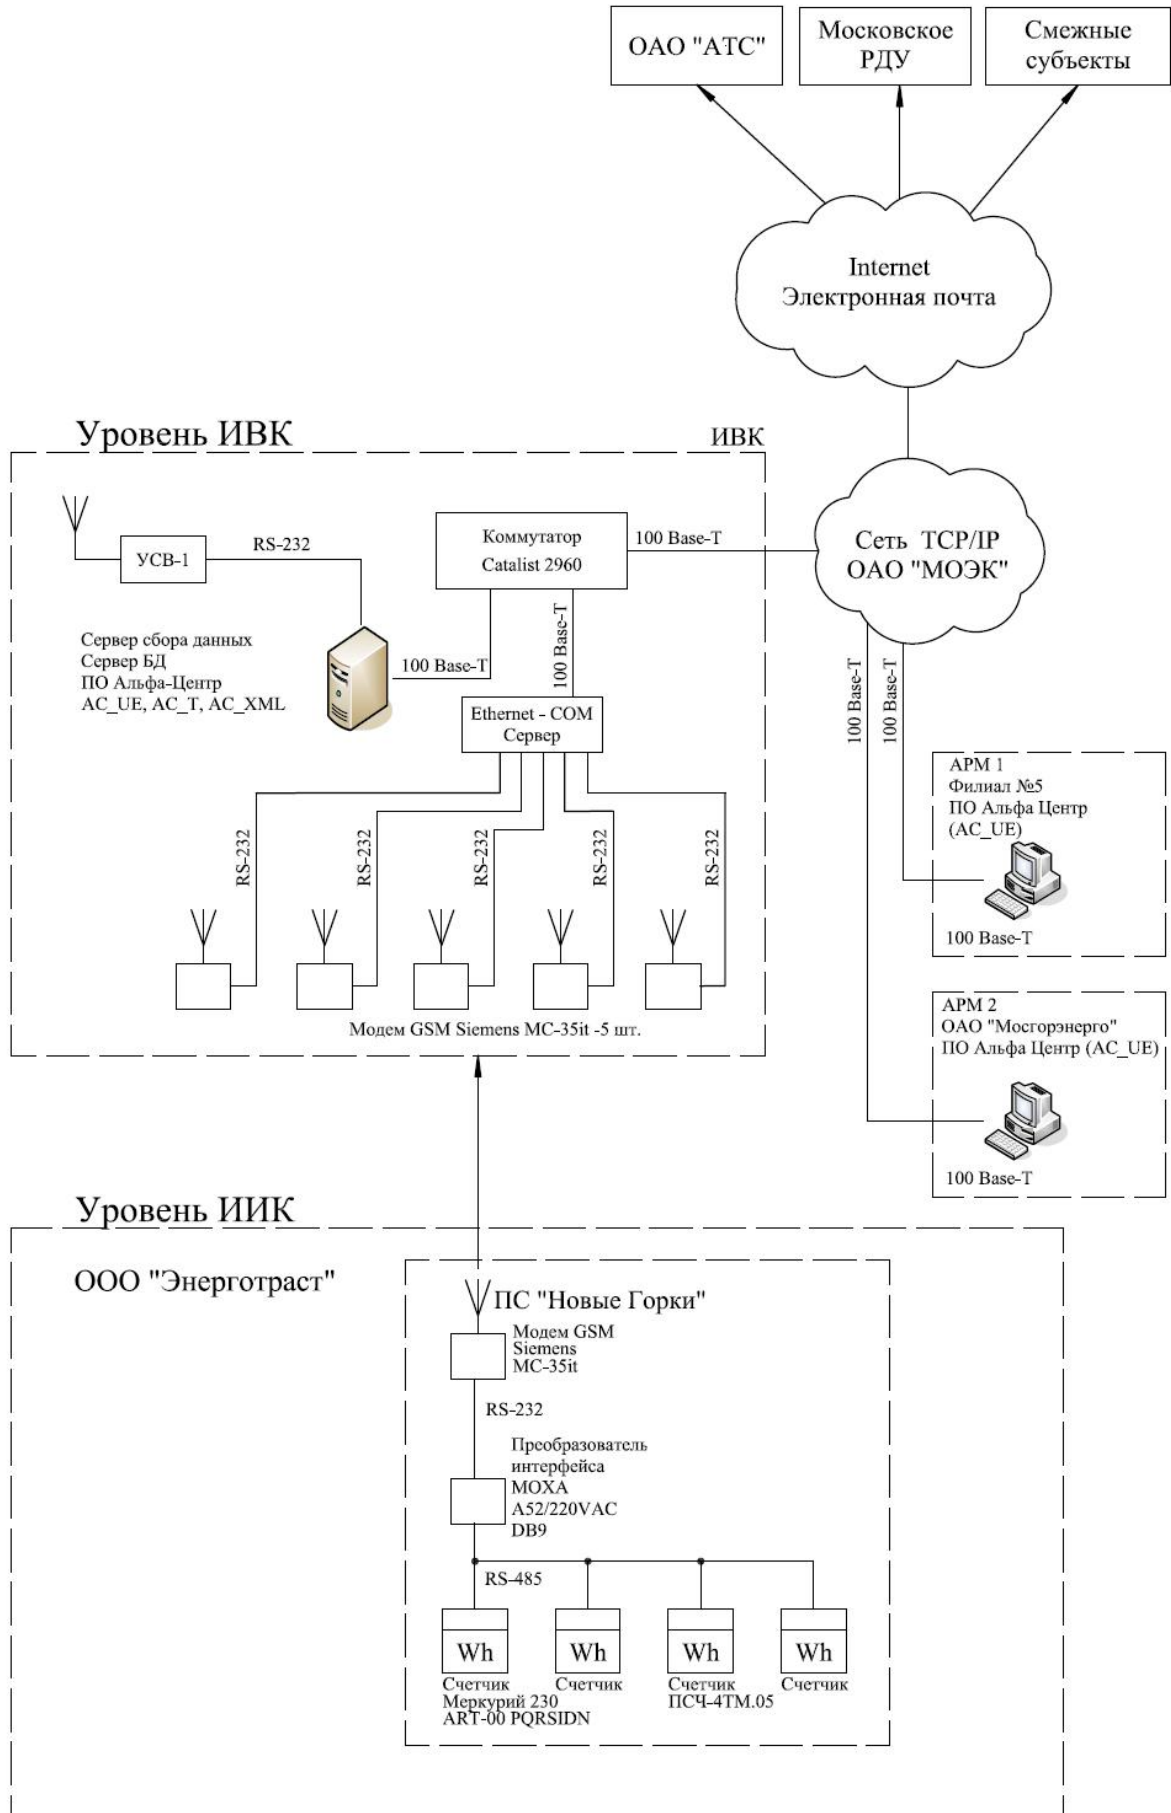 ОАО "АТС"
Московское
РДУ
Смежные
субъекты
Internet
Электронная почта
Уровень ИВК
ИВК
Сеть TCP/IP
ОАО "МОЭК"
УСВ-1
RS-232
Коммутатор
Catalist 2960
100 Base-T
Сервер сбора данных
Сервер БД
ПО Альфа-Центр
AC_UE, AC_T, AC_XML
100 Base-T
100 Base-T
Ethernet - COM
Сервер
100 Base-T
100 Base-T
RS-232
RS-232
RS-232
RS-232
RS-232
Модем GSM Siemens MC-35it -5 шт.
АРМ 1
Филиал №5
ПО Альфа Центр
(AC_UE)
100 Base-T
АРМ 2
ОАО "Мосгорэнерго"
ПО Альфа Центр (AC_UE)
100 Base-T
Уровень ИИК
ООО "Энерготраст"
ПС "Новые Горки"
Модем GSM
Siemens
MC-35it
RS-232
Преобразователь
интерфейса
MOXA
A52/220VAC
DB9
RS-485
Wh
Wh
Wh
Wh
Счетчик
Меркурий 230
ART-00 PQRSIDN
Счетчик
Счетчик
ПСЧ-4ТМ.05
Счетчик